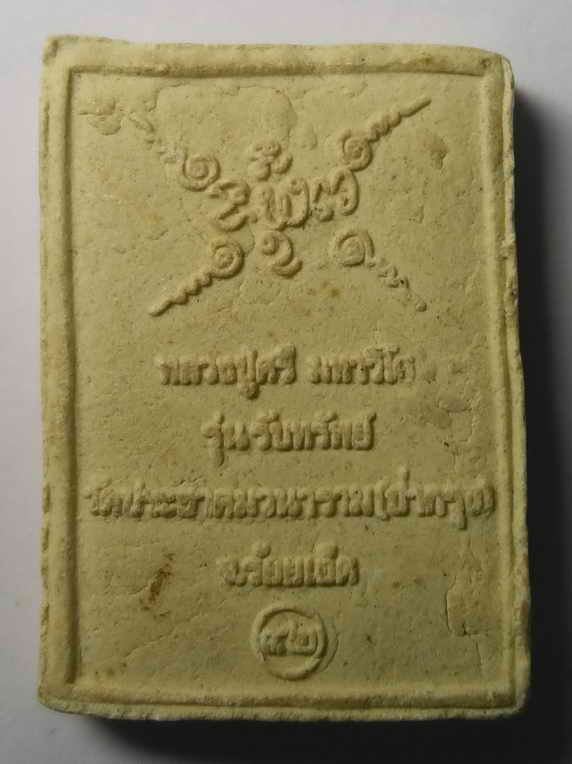 หลวงปู่ศรี มหาวีโร
รุ่น รับทรัพย์
วัดประชาคมวนาราม(ป่ากุง)
จ.ร้อยเอ็ด
๓๒